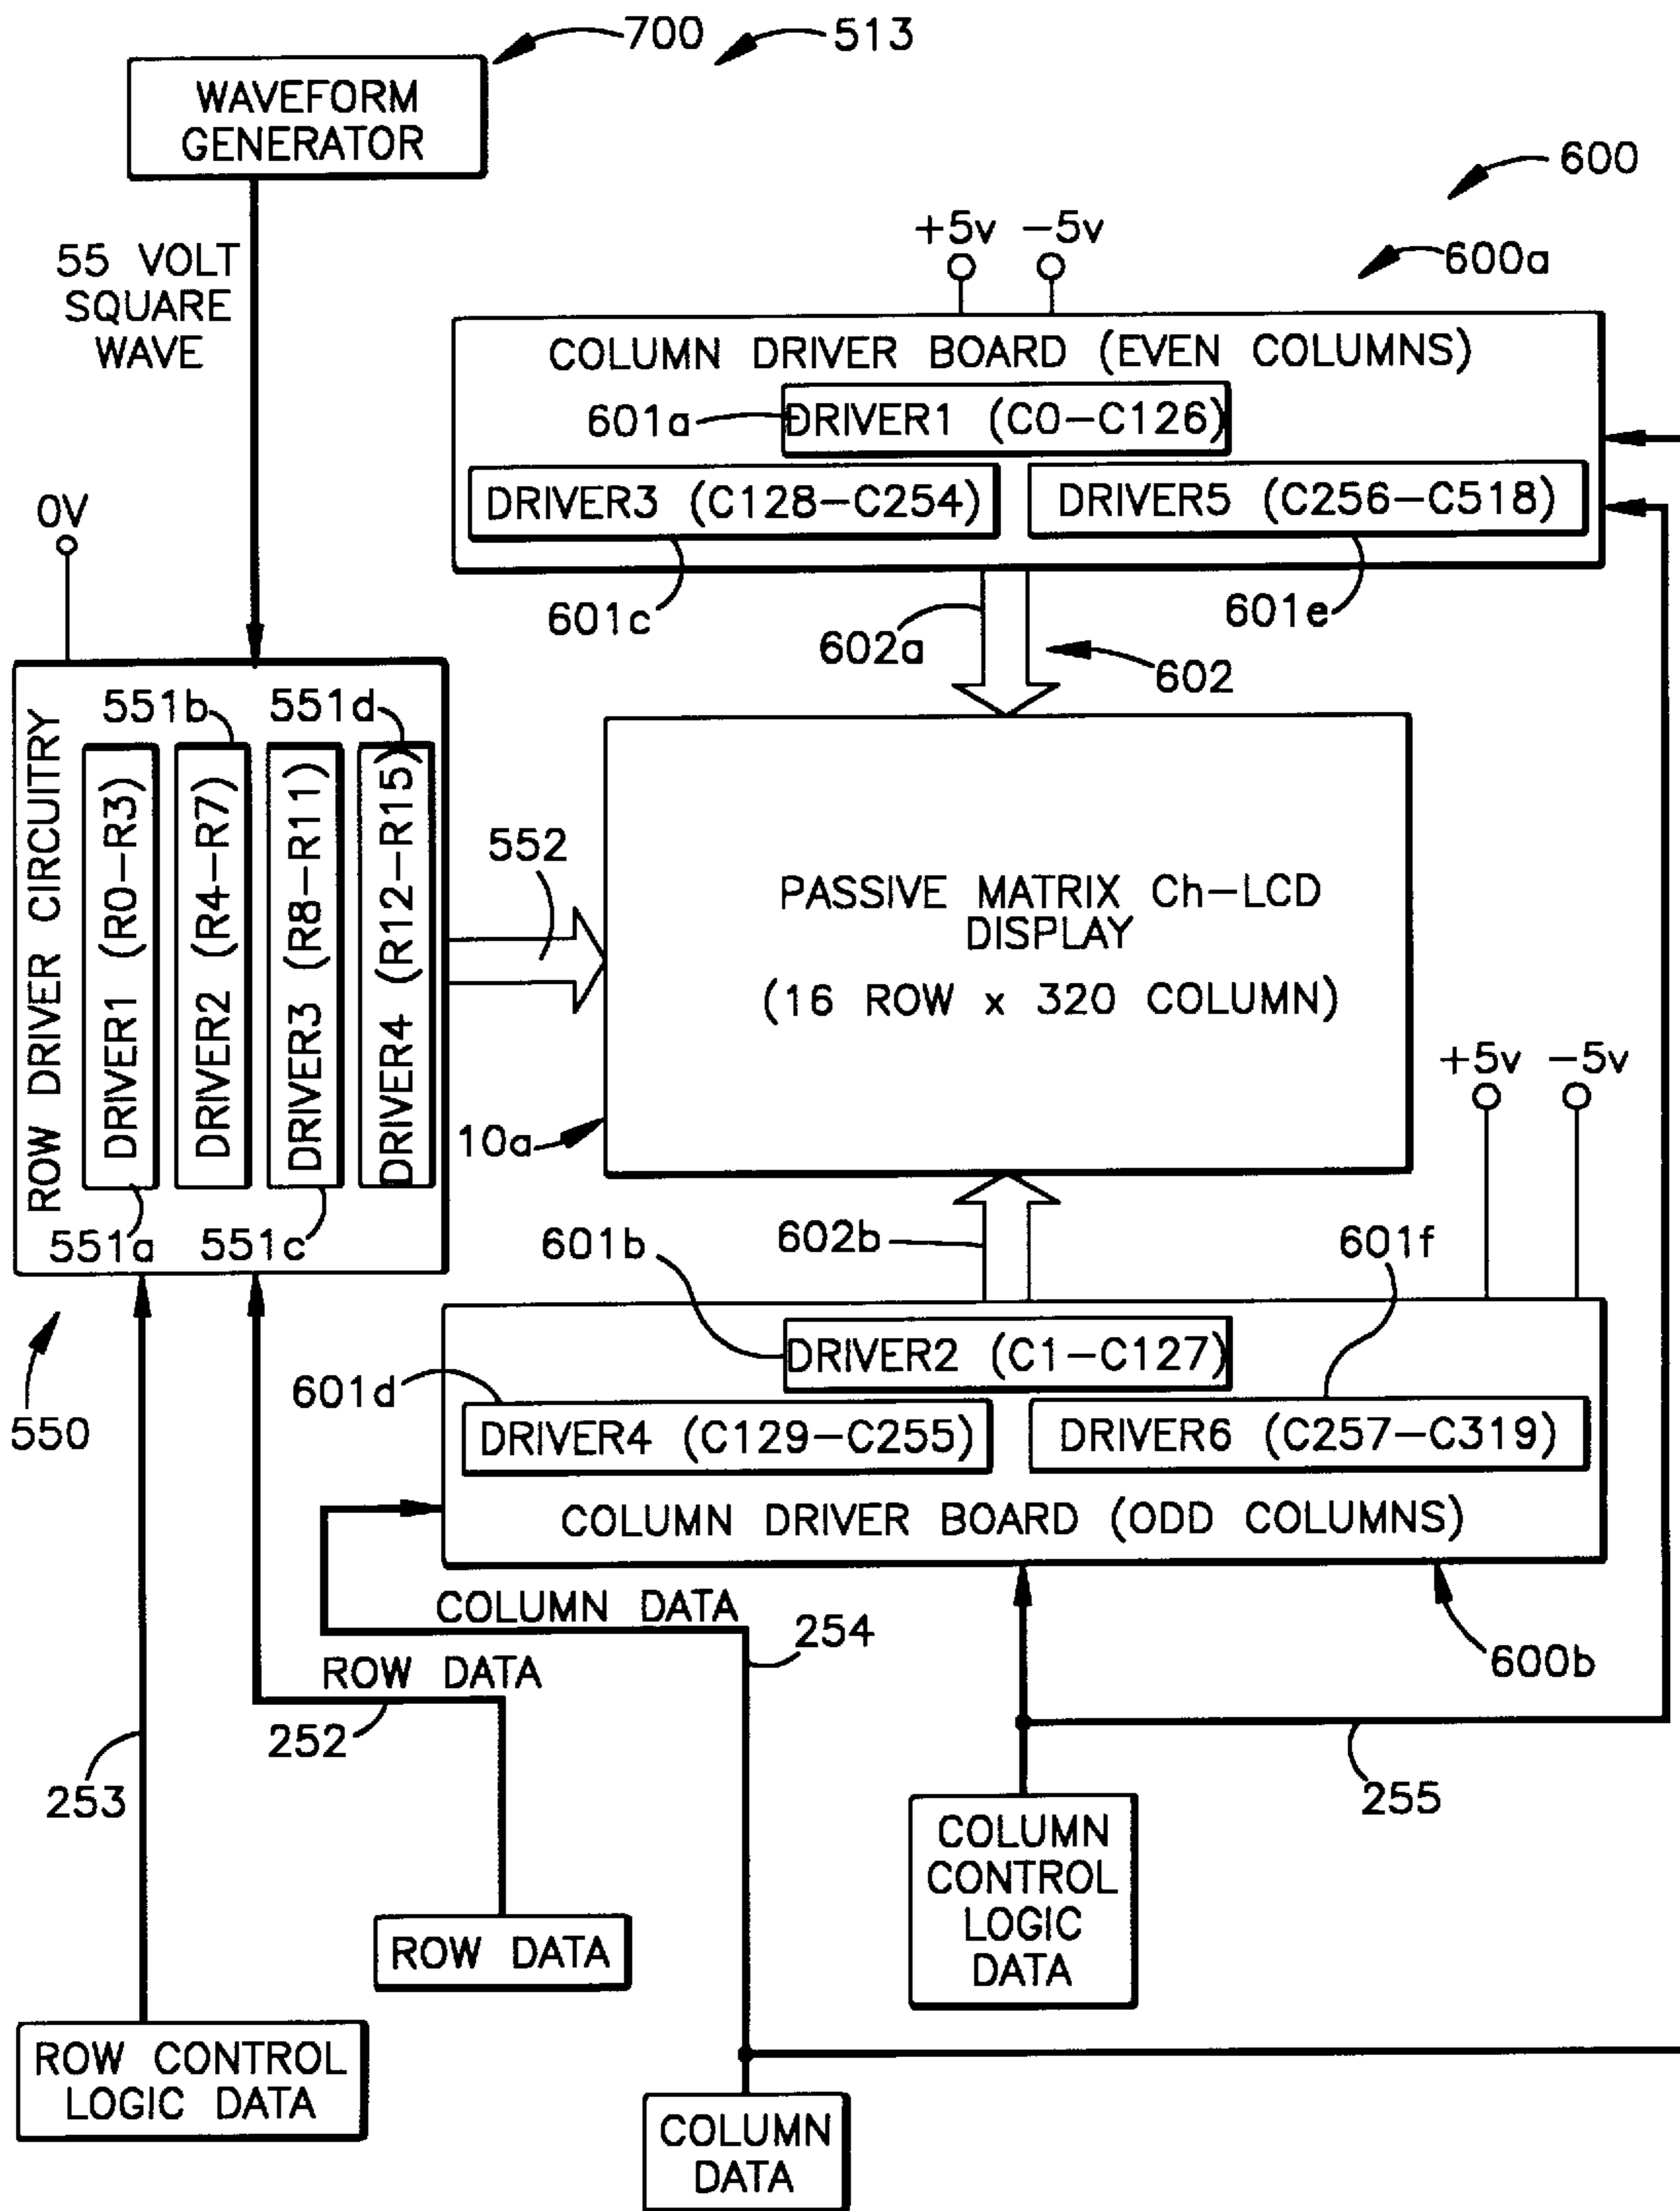 700
513
WAVEFORM
GENERATOR
600
+5v -5v
600a
55 VOLT
SQUARE
WAVE
COLUMN DRIVER BOARD (EVEN COLUMNS)
601a
DRIVER1 (C0-C126)
DRIVER3 (C128-C254)
DRIVER5 (C256-C518)
0V
601c
602a
601e
602
ROW DRIVER CIRCUITRY
551b
551d
DRIVER1 (R0-R3)
DRIVER2 (R4-R7)
DRIVER3 (R8-R11)
DRIVER4 (R12-R15)
552
PASSIVE MATRIX Ch-LCD
DISPLAY
(16 ROW x 320 COLUMN)
+5v -5v
10a
551a
551c
601b
602b
601f
DRIVER2 (C1-C127)
601d
550
DRIVER4 (C129-C255)
DRIVER6 (C257-C319)
COLUMN DRIVER BOARD (ODD COLUMNS)
COLUMN DATA
254
ROW DATA
600b
252
253
255
COLUMN
CONTROL
LOGIC
DATA
ROW DATA
ROW CONTROL
LOGIC DATA
COLUMN
DATA